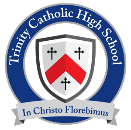 Trinity Catholic High School
In Christo Florebimus